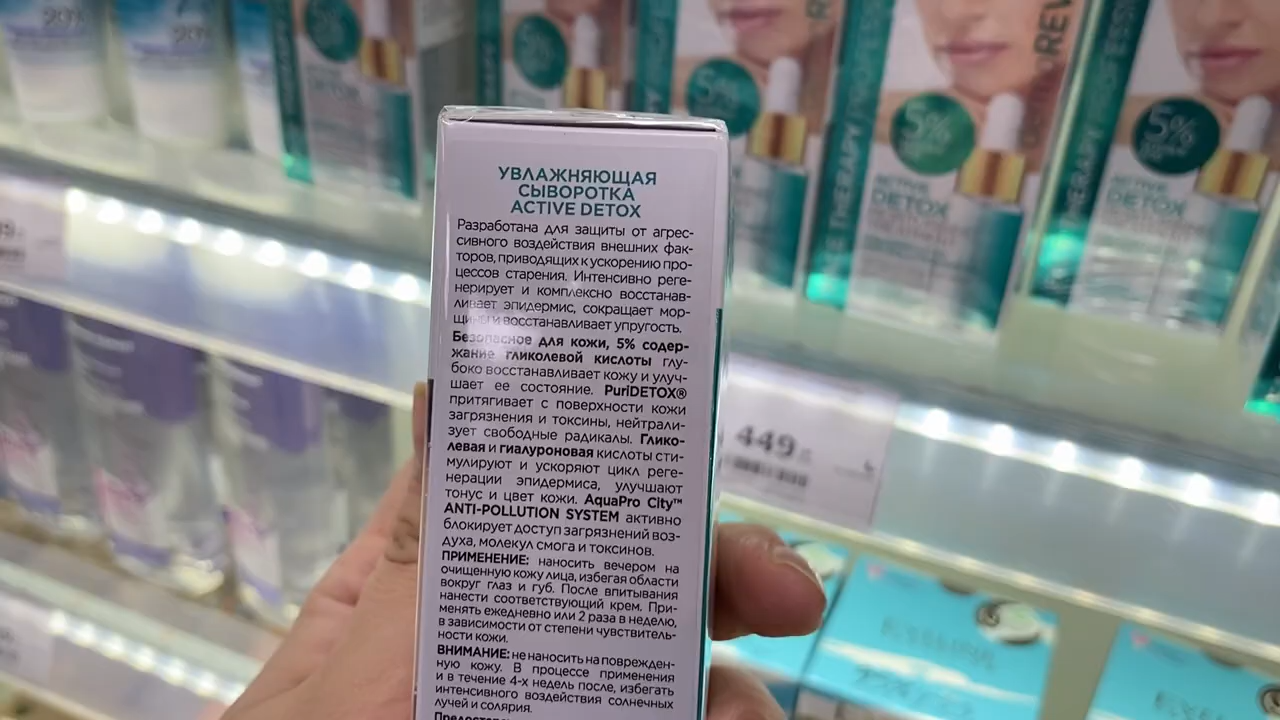 УВЛАЖНЯЮЩАЯ
СЫВОРОТКА
ACTIVE DETOX
Разработана для защиты от агрес-
сивного воздействия внешних фак-
торов, приводящих к ускорению про-
цессов старения. Интенсивно реге-
нерирует и комплексно восстанав-
ливает эпидермис, сокращает мор-
щины и восстанавливает упругость.
Безопасное для кожи, 5% содер-
жание гликолевой кислоты глу-
боко восстанавливает кожу и улуч-
шает ее состояние. PuriDETOX®
притягивает с поверхности кожи
загрязнения и токсины, нейтрали-
зует свободные радикалы. Глико-
левая и гиалуроновая кислоты сти-
мулируют и ускоряют цикл реге-
нерации эпидермиса, улучшают
тонус и цвет кожи. AquaPro City™
ANTI-POLLUTION SYSTEM активно
блокирует доступ загрязнений воз-
духа, молекул смога и токсинов.
ПРИМЕНЕНИЕ: наносить вечером на
очищенную кожу лица, избегая области
вокруг глаз и губ. После впитывания
нанести соответствующий крем. При-
менять ежедневно или 2 раза в неделю,
в зависимости от степени чувствитель-
ности кожи.
ВНИМАНИЕ: не наносить на поврежден-
ную кожу. В процессе применения
и в течение 4-х недель после, избегать
интенсивного воздействия солнечных
лучей и солярия.
5%
ACTIVE
DETOX
5%
ACTIVE
DETOX
THERAPY
449